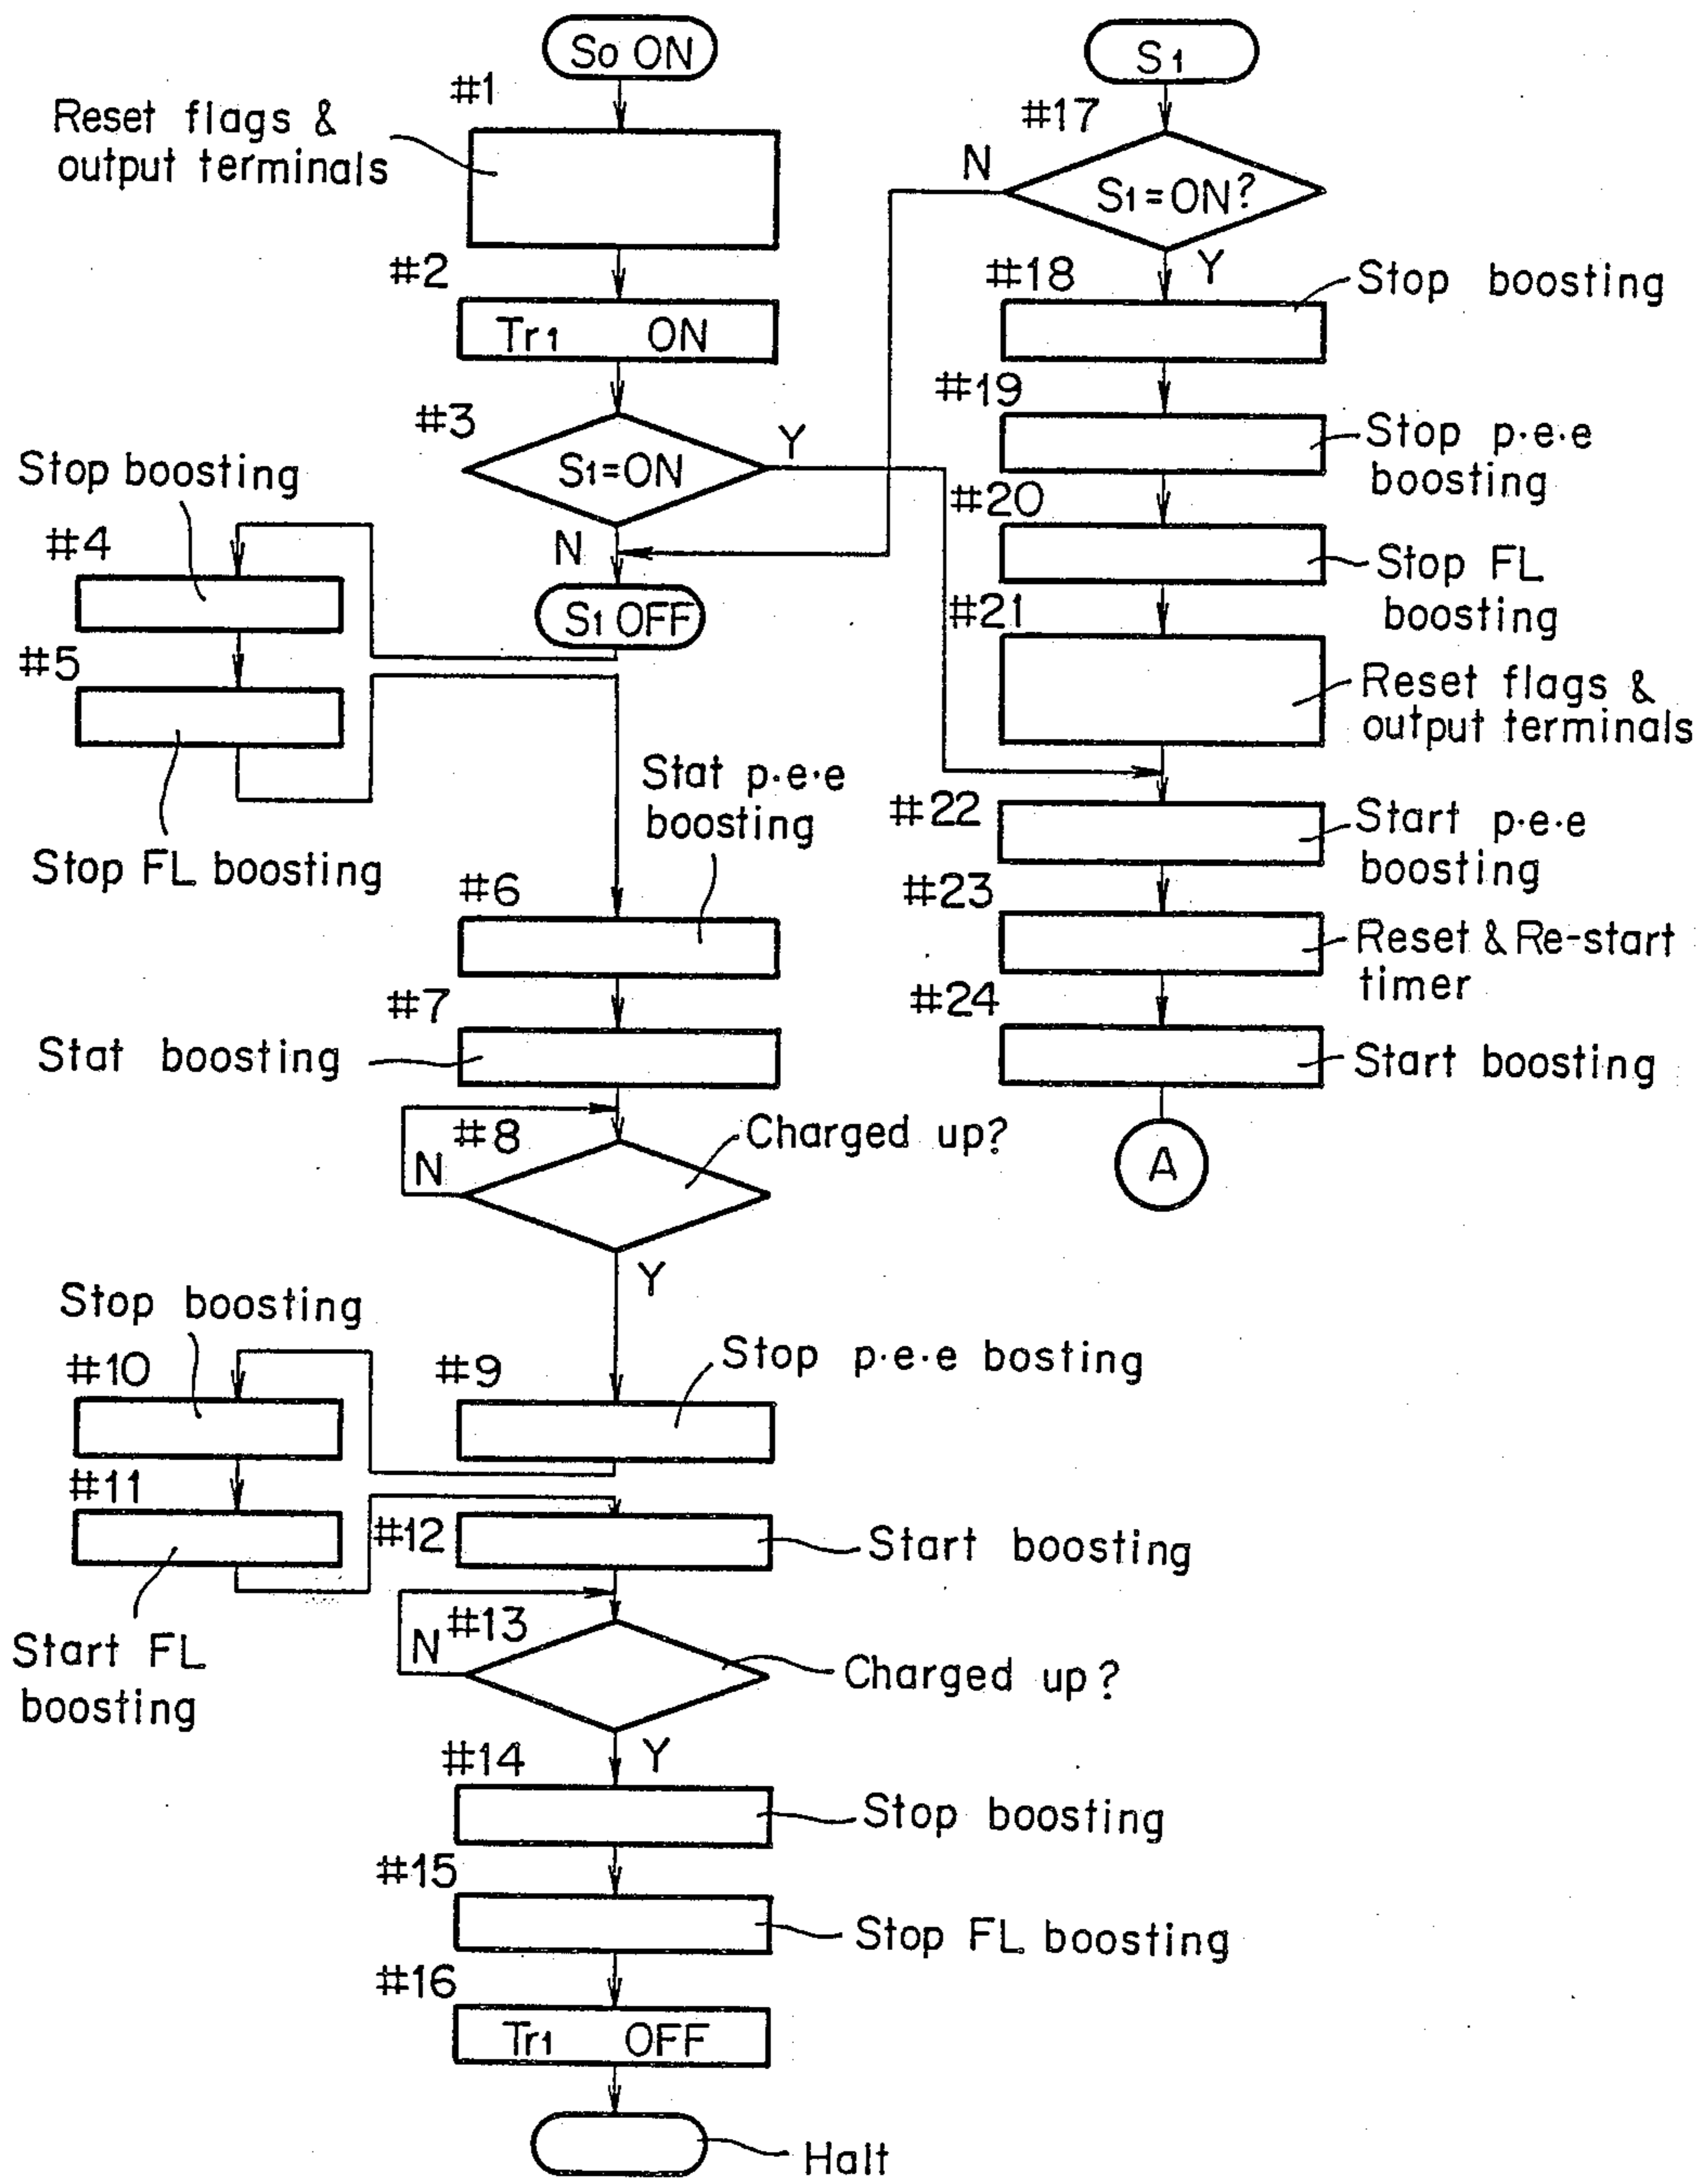 So ON
#1
Reset flags &
output terminals
#2
Tr1 ON
#3
S1=ON
Y
N
Stop boosting
#4
#5
Stop FL boosting
S1 OFF
Stat p·e·e
boosting
#6
#7
Stat boosting
#8
N
Charged up?
Y
Stop boosting
#10
#9
Stop p·e·e bosting
#11
#12
Start boosting
Start FL
boosting
#13
N
Charged up?
Y
#14
Stop boosting
#15
Stop FL boosting
#16
Tr1 OFF
Halt
S1
#17
N
S1=ON?
Y
#18
Stop boosting
#19
Stop p·e·e
boosting
#20
Stop FL
boosting
#21
Reset flags &
output terminals
#22
Start p·e·e
boosting
#23
Reset & Re-start
timer
#24
Start boosting
A